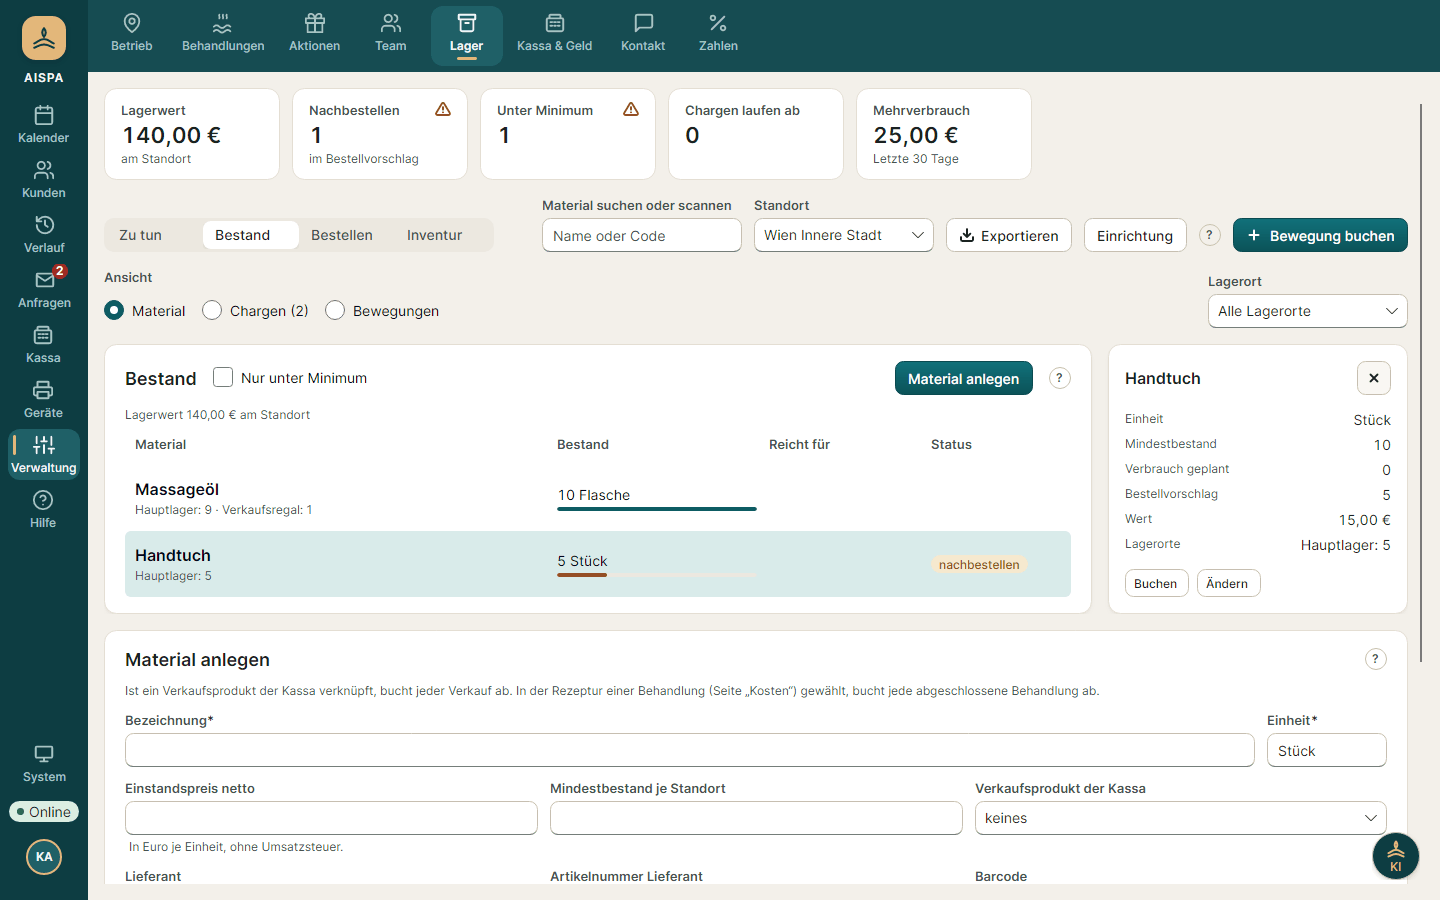 AISPA
Kalender
Kunden
Verlauf
2
Anfragen
Kassa
Geräte
Verwaltung
Hilfe
System
Online
KA
Betrieb
Behandlungen
Aktionen
Team
Lager
Kassa & Geld
Kontakt
Zahlen
Lagerwert
140,00 €
am Standort
Nachbestellen
1
im Bestellvorschlag
Unter Minimum
1
Chargen laufen ab
0
Mehrverbrauch
25,00 €
Letzte 30 Tage
Zu tun
Bestand
Bestellen
Inventur
Material suchen oder scannen
Name oder Code
Standort
Wien Innere Stadt
Exportieren
Einrichtung
?
+ Bewegung buchen
Ansicht
Material
Chargen (2)
Bewegungen
Lagerort
Alle Lagerorte
Bestand
Nur unter Minimum
Material anlegen
?
Lagerwert 140,00 € am Standort
Material Bestand Reicht für Status
Massageöl
Hauptlager: 9 · Verkaufsregal: 1
10 Flasche
Handtuch
Hauptlager: 5
5 Stück
nachbestellen
Handtuch
Einheit Stück
Mindestbestand 10
Verbrauch geplant 0
Bestellvorschlag 5
Wert 15,00 €
Lagerorte Hauptlager: 5
Buchen
Ändern
Material anlegen
?
Ist ein Verkaufsprodukt der Kassa verknüpft, bucht jeder Verkauf ab. In der Rezeptur einer Behandlung (Seite „Kosten“) gewählt, bucht jede abgeschlossene Behandlung ab.
Bezeichnung*
Einheit*
Stück
Einstandspreis netto
In Euro je Einheit, ohne Umsatzsteuer.
Mindestbestand je Standort
Verkaufsprodukt der Kassa
keines
Lieferant
Artikelnummer Lieferant
Barcode
KI